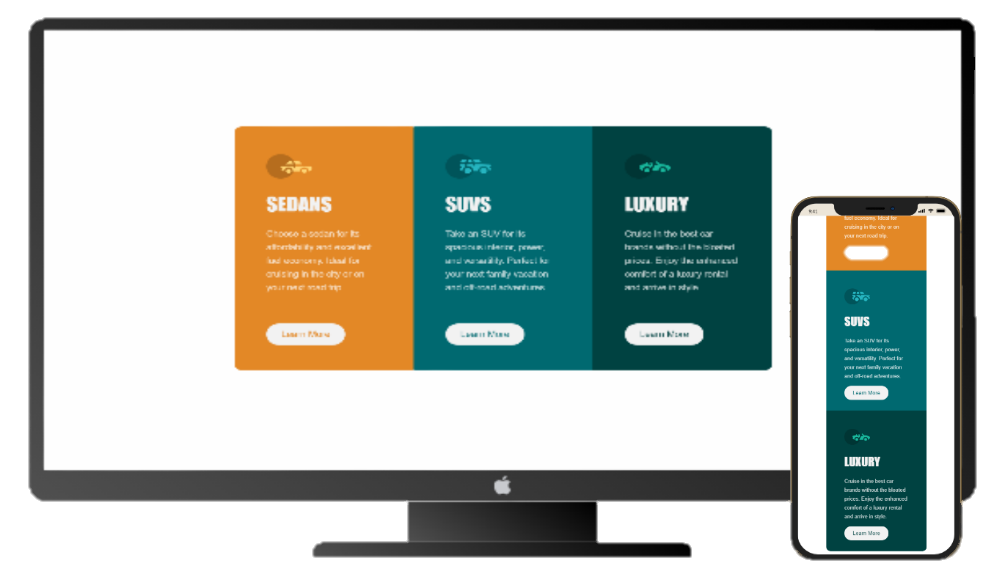 SEDANS
Choose a sedan for its
affordability and excellent
fuel economy. Ideal for
cruising in the city or on
your next road trip.
Learn More
SUVS
Take an SUV for its
spacious interior, power,
and versatility. Perfect for
your next family vacation
and off-road adventures.
Learn More
LUXURY
Cruise in the best car
brands without the bloated
prices. Enjoy the enhanced
comfort of a luxury rental
and arrive in style.
Learn More
fuel economy. Ideal for
cruising in the city or on
your next road trip.
SUVS
Take an SUV for its
spacious interior, power,
and versatility. Perfect for
your next family vacation
and off-road adventures.
Learn More
LUXURY
Cruise in the best car
brands without the bloated
prices. Enjoy the enhanced
comfort of a luxury rental
and arrive in style.
Learn More